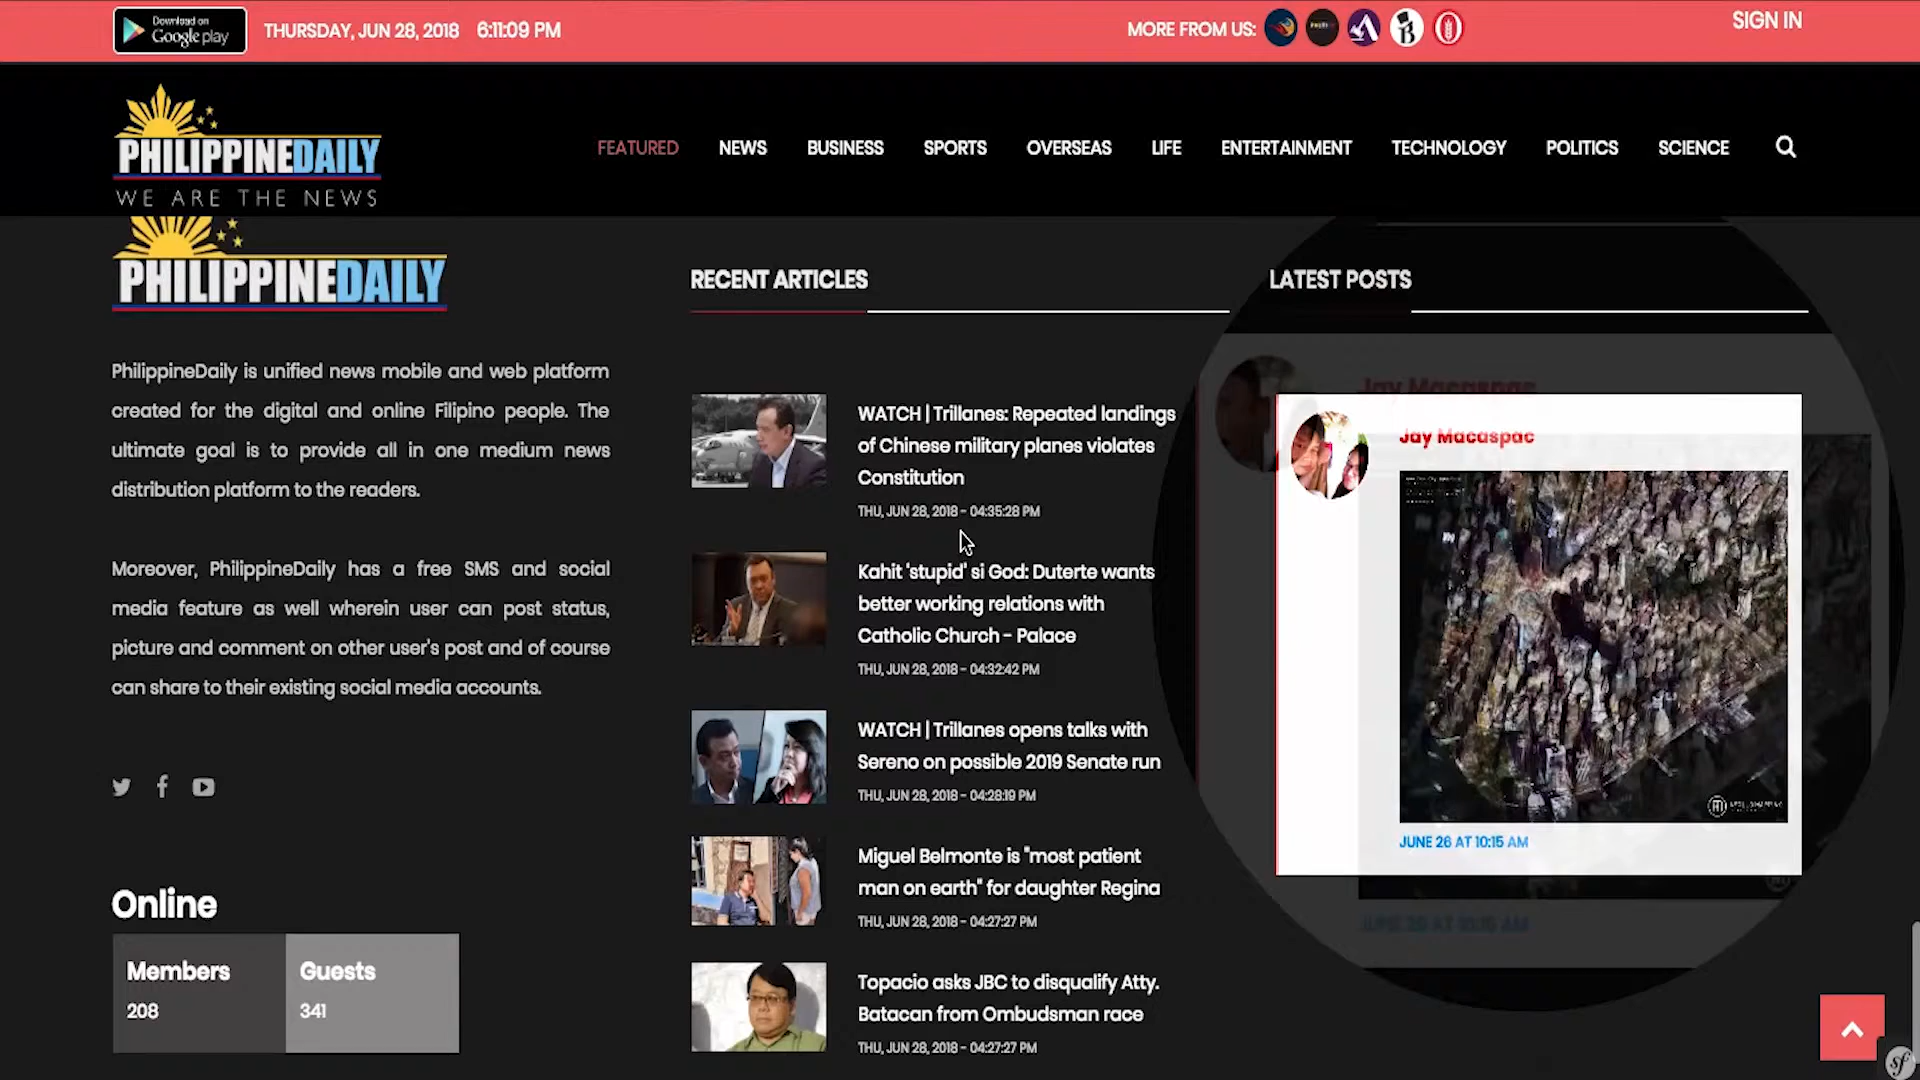 Download on
Google play
THURSDAY, JUN 28, 2018 6:11:09 PM
MORE FROM US:
SIGN IN
PHILIPPINEDAILY
WE ARE THE NEWS
FEATURED NEWS BUSINESS SPORTS OVERSEAS LIFE ENTERTAINMENT TECHNOLOGY POLITICS SCIENCE
PHILIPPINEDAILY
PhilippineDaily is unified news mobile and web platform
created for the digital and online Filipino people. The
ultimate goal is to provide all in one medium news
distribution platform to the readers.
Moreover, PhilippineDaily has a free SMS and social
media feature as well wherein user can post status,
picture and comment on other user's post and of course
can share to their existing social media accounts.
Online
Members
208
Guests
341
RECENT ARTICLES
WATCH | Trillanes: Repeated landings
of Chinese military planes violates
Constitution
THU, JUN 28, 2018 - 04:35:28 PM
Kahit 'stupid' si God: Duterte wants
better working relations with
Catholic Church - Palace
THU, JUN 28, 2018 - 04:32:42 PM
WATCH | Trillanes opens talks with
Sereno on possible 2019 Senate run
THU, JUN 28, 2018 - 04:28:19 PM
Miguel Belmonte is "most patient
man on earth" for daughter Regina
THU, JUN 28, 2018 - 04:27:27 PM
Topacio asks JBC to disqualify Atty.
Batacan from Ombudsman race
THU, JUN 28, 2018 - 04:27:27 PM
LATEST POSTS
Jay Macaspac
Jay Macaspac
JUNE 26 AT 10:15 AM
JUNE 26 AT 10:15 AM
sf